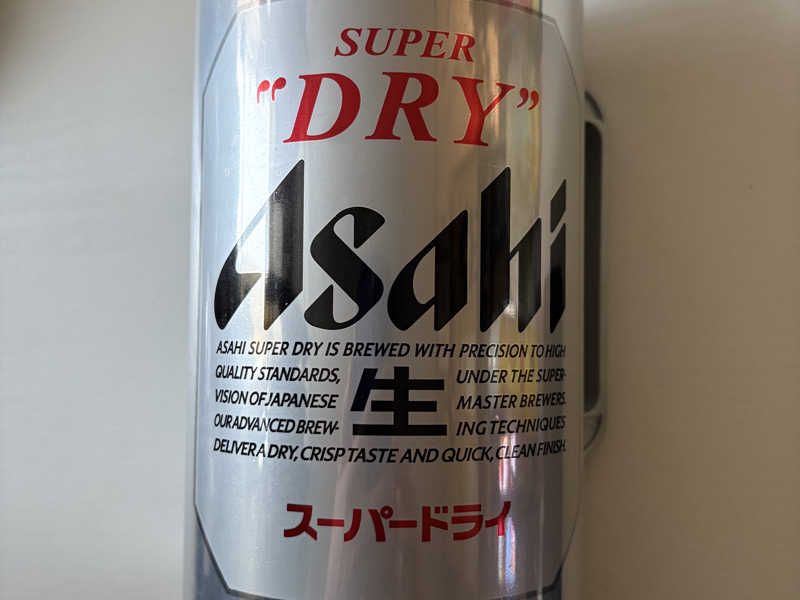 SUPER
"DRY"
Asahi
ASAHI SUPER DRY IS BREWED WITH PRECISION TO HIGH
QUALITY STANDARDS, UNDER THE SUPER-
VISION OF JAPANESE 生 MASTER BREWERS.
OUR ADVANCED BREW- ING TECHNIQUES
DELIVER A DRY, CRISP TASTE AND QUICK, CLEAN FINISH.
スーパードライ